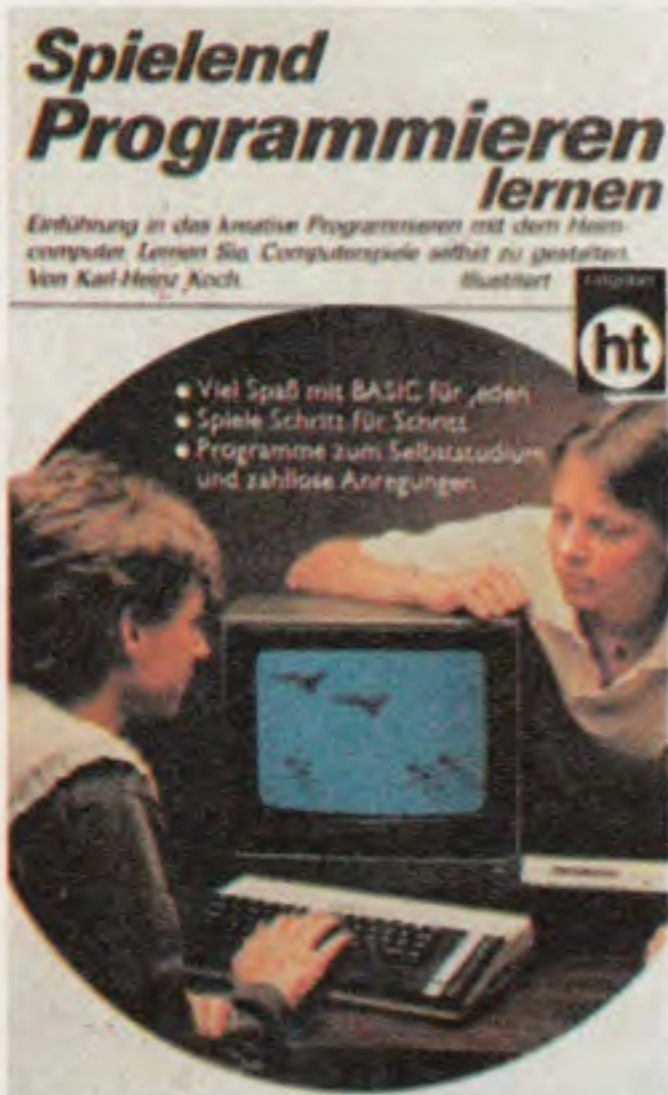 Spielend
Programmieren
lernen
Einführung in das kreative Programmieren mit dem Heim-
computer. Lernen Sie, Computerspiele selbst zu gestalten.
Von Karl-Heinz Koch. Illustriert
ht
• Viel Spaß mit BASIC für jeden
• Spiele Schritt für Schritt
• Programme zum Selbststudium
und zahllose Anregungen